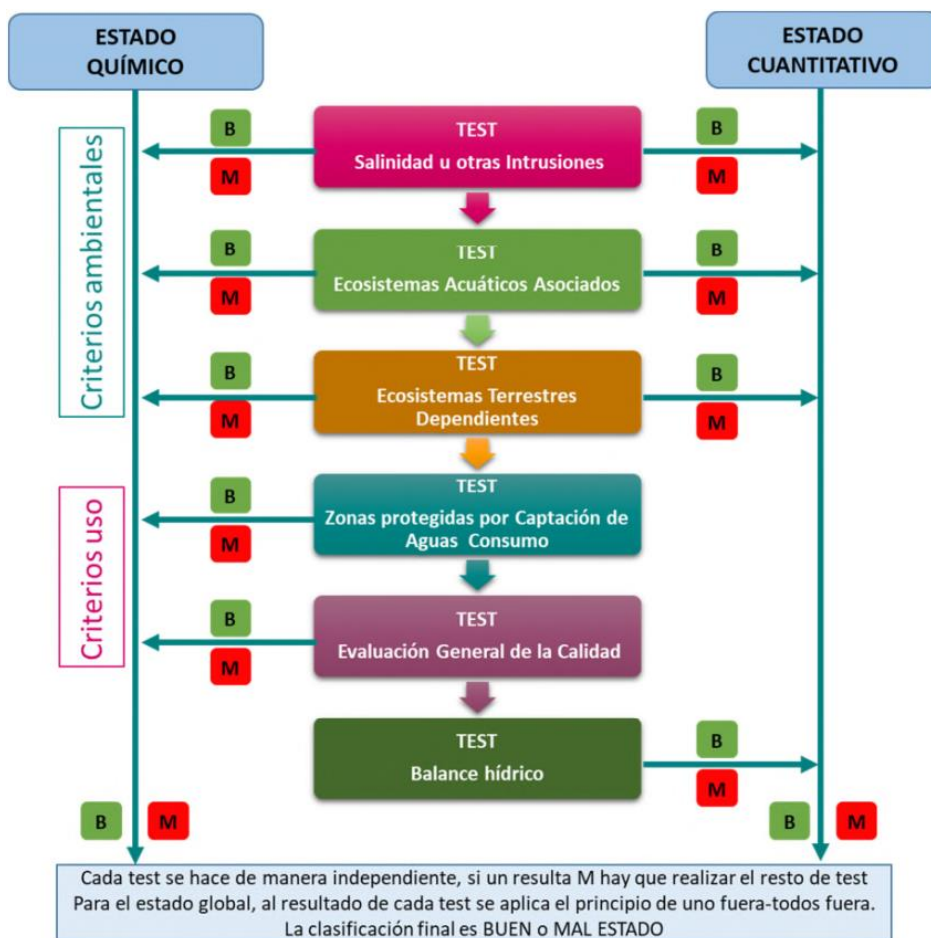 ESTADO
QUÍMICO
ESTADO
CUANTITATIVO
Criterios ambientales
Criterios uso
B
M
TEST
Salinidad u otras Intrusiones
B
M
B
M
TEST
Ecosistemas Acuáticos Asociados
B
M
B
M
TEST
Ecosistemas Terrestres
Dependientes
B
M
B
M
TEST
Zonas protegidas por Captación de
Aguas Consumo
B
M
TEST
Evaluación General de la Calidad
TEST
Balance hídrico
B
M
B
M
B
M
Cada test se hace de manera independiente, si un resulta M hay que realizar el resto de test
Para el estado global, al resultado de cada test se aplica el principio de uno fuera-todos fuera.
La clasificación final es BUEN o MAL ESTADO